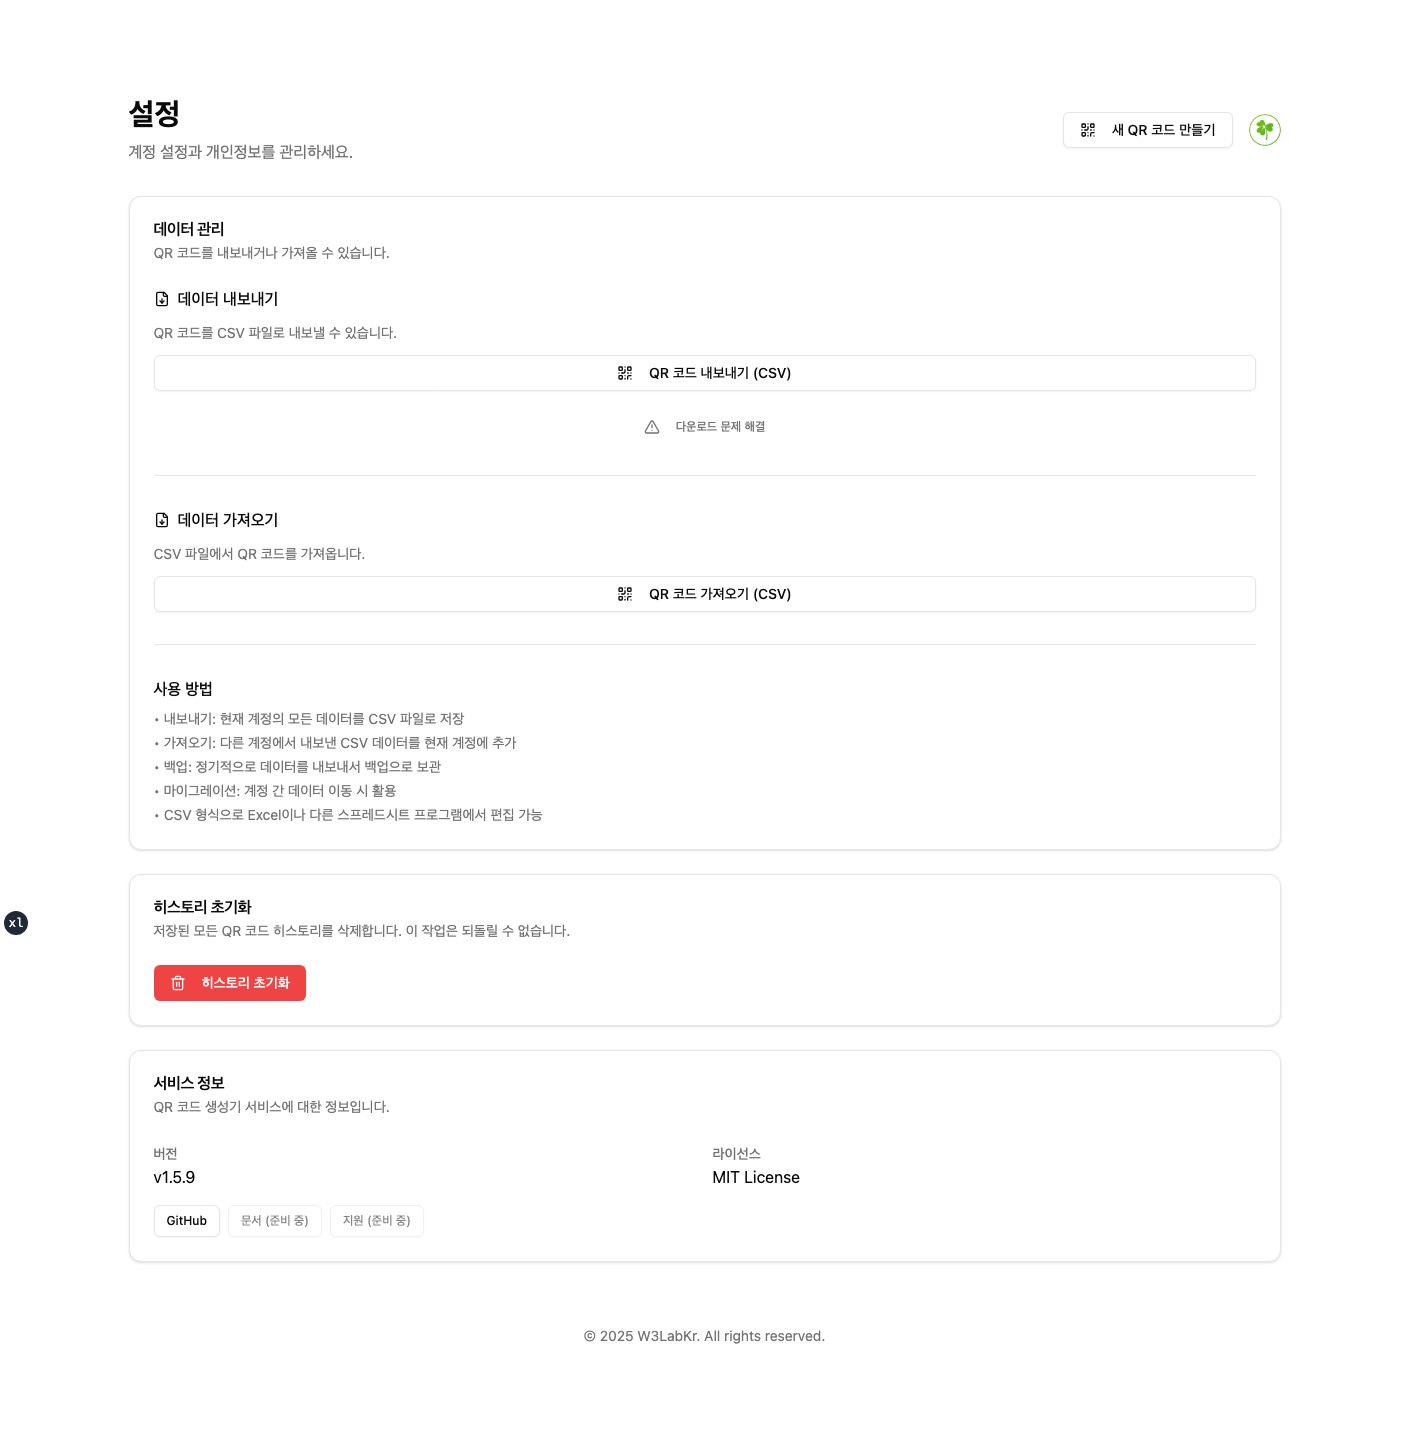 설정
계정 설정과 개인정보를 관리하세요.
새 QR 코드 만들기
데이터 관리
QR 코드를 내보내거나 가져올 수 있습니다.
데이터 내보내기
QR 코드를 CSV 파일로 내보낼 수 있습니다.
QR 코드 내보내기 (CSV)
다운로드 문제 해결
데이터 가져오기
CSV 파일에서 QR 코드를 가져옵니다.
QR 코드 가져오기 (CSV)
사용 방법
• 내보내기: 현재 계정의 모든 데이터를 CSV 파일로 저장
• 가져오기: 다른 계정에서 내보낸 CSV 데이터를 현재 계정에 추가
• 백업: 정기적으로 데이터를 내보내서 백업으로 보관
• 마이그레이션: 계정 간 데이터 이동 시 활용
• CSV 형식으로 Excel이나 다른 스프레드시트 프로그램에서 편집 가능
히스토리 초기화
xl
저장된 모든 QR 코드 히스토리를 삭제합니다. 이 작업은 되돌릴 수 없습니다.
히스토리 초기화
서비스 정보
QR 코드 생성기 서비스에 대한 정보입니다.
버전
v1.5.9
라이선스
MIT License
GitHub
문서 (준비 중)
지원 (준비 중)
© 2025 W3LabKr. All rights reserved.